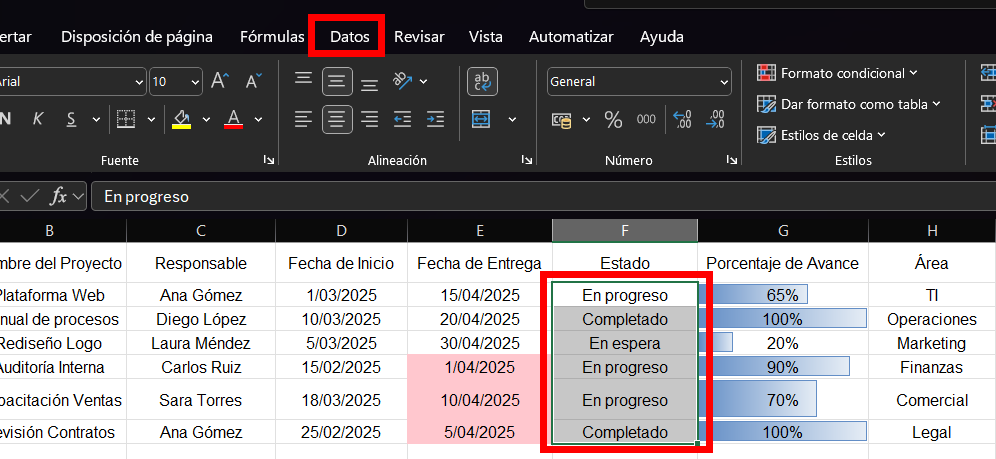 ertar Disposición de página Fórmulas Datos Revisar Vista Automatizar Ayuda
rial 10 A A ab General Formato condicional
N K S A % 000 ,00 ,00 Dar formato como tabla
Estilos de celda
Fuente Alineación Número Estilos
fx En progreso
B C D E F G H
mbre del Proyecto Responsable Fecha de Inicio Fecha de Entrega Estado Porcentaje de Avance Área
Plataforma Web Ana Gómez 1/03/2025 15/04/2025 En progreso 65% TI
nual de procesos Diego López 10/03/2025 20/04/2025 Completado 100% Operaciones
Rediseño Logo Laura Méndez 5/03/2025 30/04/2025 En espera 20% Marketing
Auditoría Interna Carlos Ruiz 15/02/2025 1/04/2025 En progreso 90% Finanzas
pacitación Ventas Sara Torres 18/03/2025 10/04/2025 En progreso 70% Comercial
evisión Contratos Ana Gómez 25/02/2025 5/04/2025 Completado 100% Legal